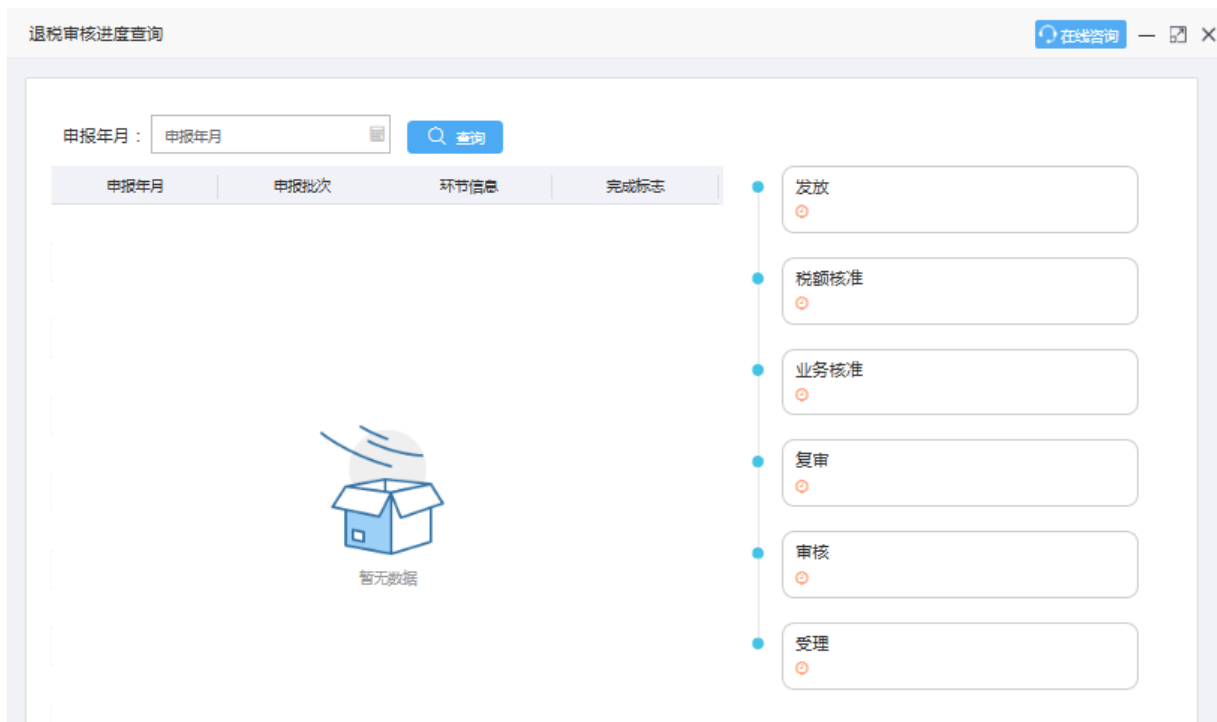 退税审核进度查询
在线咨询
申报年月：
申报年月
查询
申报年月 申报批次 环节信息 完成标志
暂无数据
发放
税额核准
业务核准
复审
审核
受理